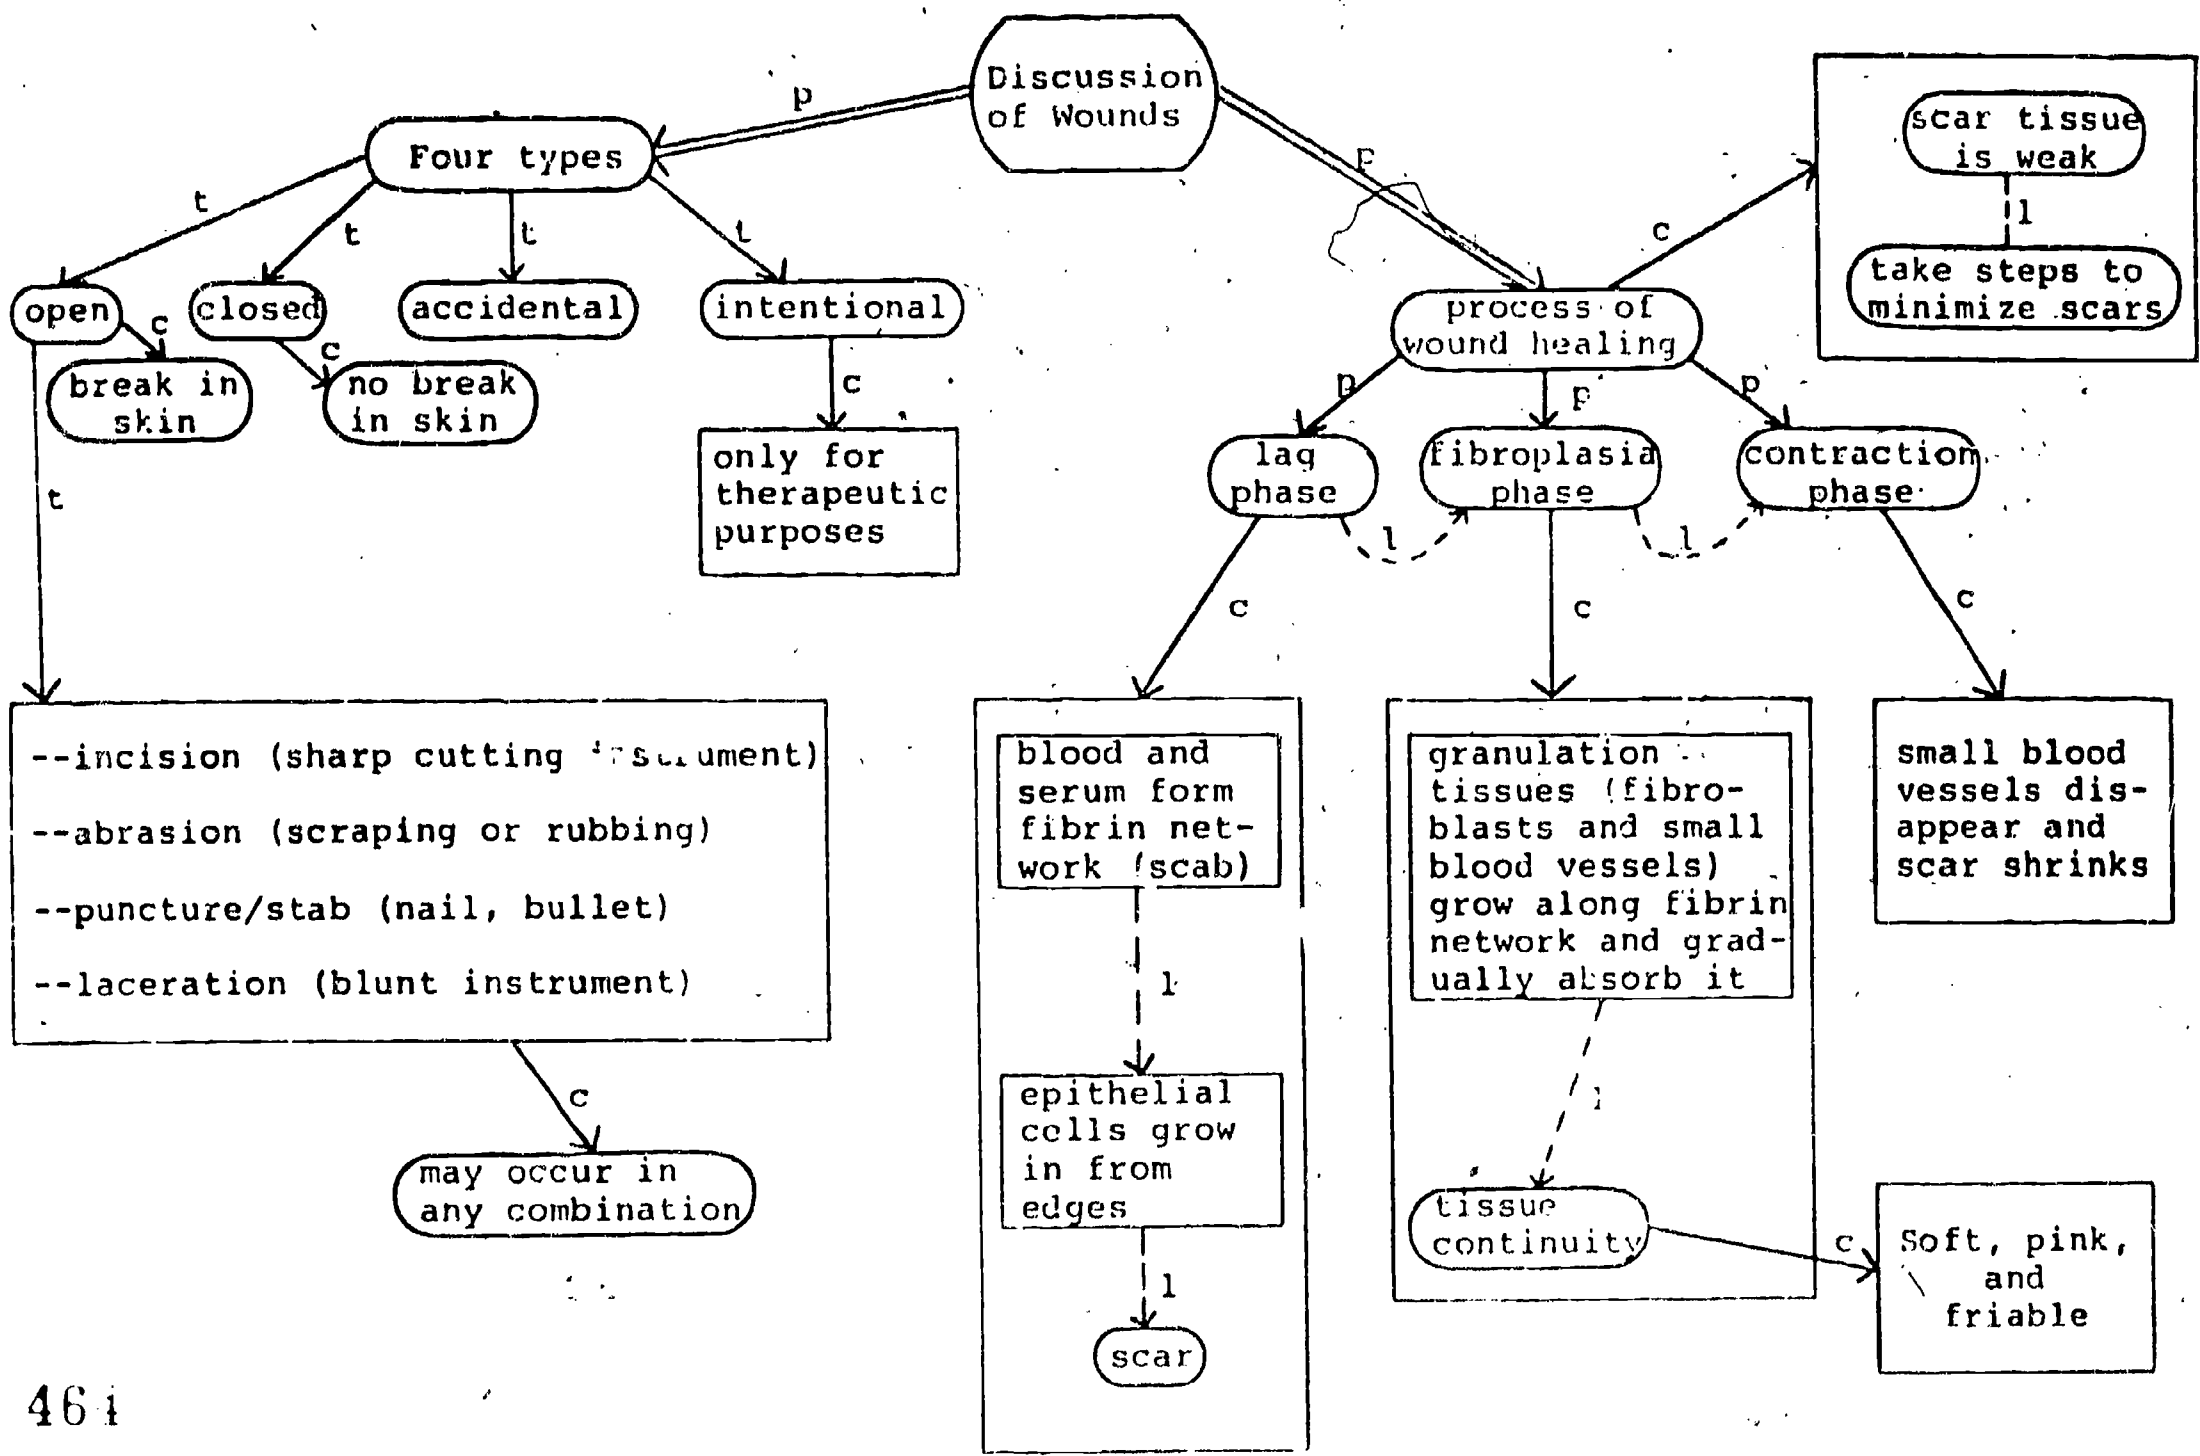 Discussion
of Wounds
p
p
Four types
t
t
t
t
open
closed
accidental
intentional
c
c
c
break in
skin
no break
in skin
only for
therapeutic
purposes
t
--incision (sharp cutting
--abrasion (scraping or rubbing)
--puncture/stab (nail, bullet)
--laceration (blunt instrument)
c
may occur in
any combination
c
scar tissue
is weak
l
take steps to
minimize scars
process of
wound healing
p
p
p
lag
phase
fibroplasia
phase
contraction
phase
l
l
c
c
c
blood and
serum form
fibrin net-
work (scab)
l
epithelial
cells grow
in from
edges
l
scar
granulation
tissues (fibro-
blasts and small
blood vessels)
grow along fibrin
network and grad-
ually absorb it
l
tissue
continuity
c
Soft, pink,
and
friable
small blood
vessels dis-
appear and
scar shrinks